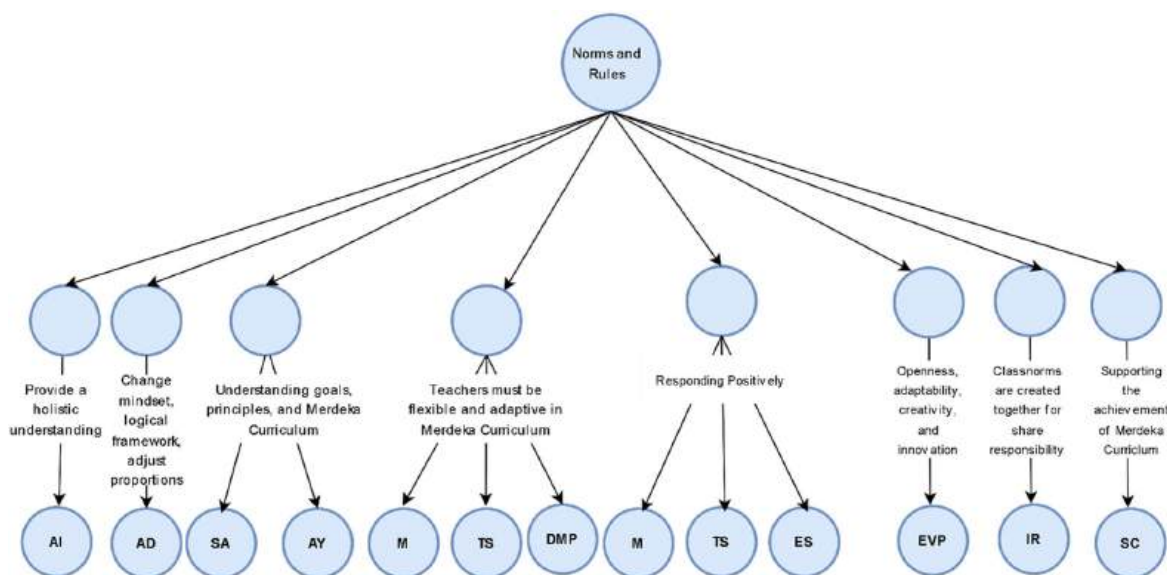 Norms and
Rules
Provide a
holistic
understanding
Change
mindset,
logical
framework,
adjust
proportions
Understanding goals,
principles, and Merdeka
Curriculum
Teachers must be
flexible and adaptive in
Merdeka Curriculum
Responding Positively
Openness,
adaptability,
creativity,
and
innovation
Classnorms
are created
together for
share
responsibility
Supporting
the
achievement
of Merdeka
Curriclum
AI
AD
SA
AY
M
TS
DMP
M
TS
ES
EVP
IR
SC